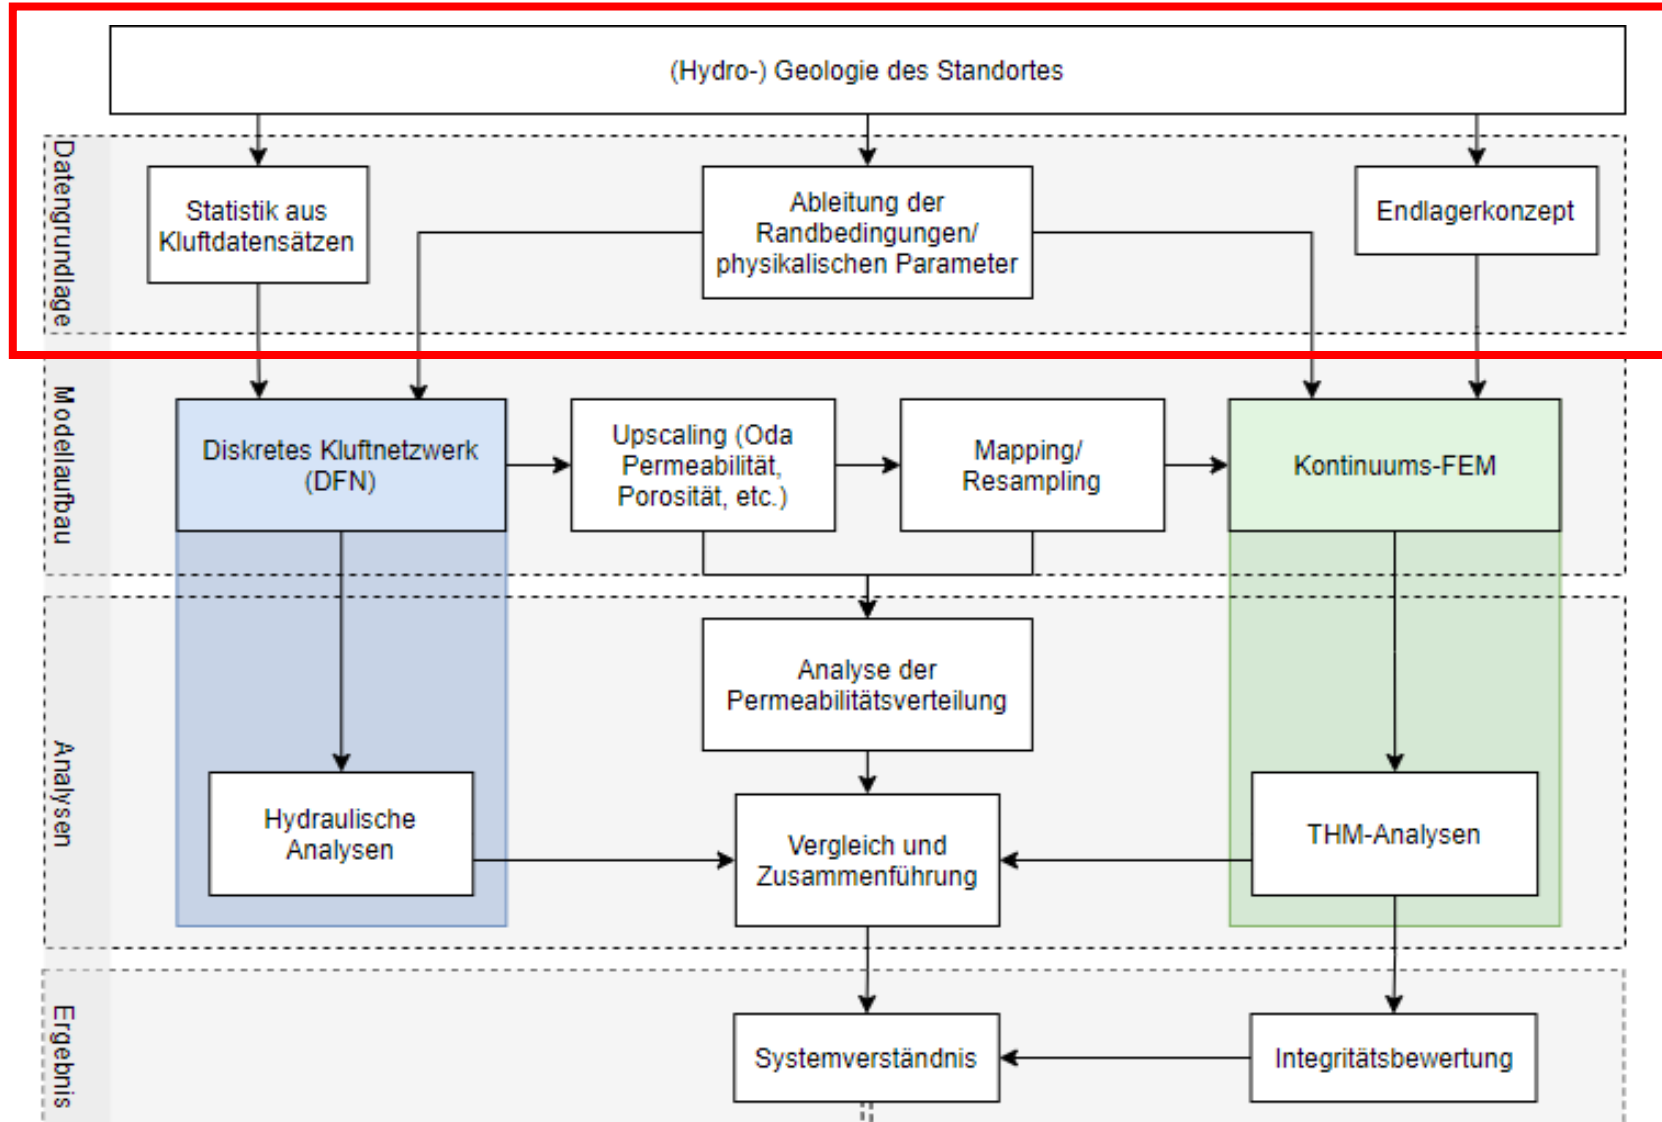 (Hydro-) Geologie des Standortes
Datengrundlage
Statistik aus
Kluftdatensätzen
Ableitung der
Randbedingungen/
physikalischen Parameter
Endlagerkonzept
Modellaufbau
Diskretes Kluftnetzwerk
(DFN)
Upscaling (Oda
Permeabilität,
Porosität, etc.)
Mapping/
Resampling
Kontinuums-FEM
Analysen
Analyse der
Permeabilitätsverteilung
Hydraulische
Analysen
Vergleich und
Zusammenführung
THM-Analysen
Ergebnis
Systemverständnis
Integritätsbewertung